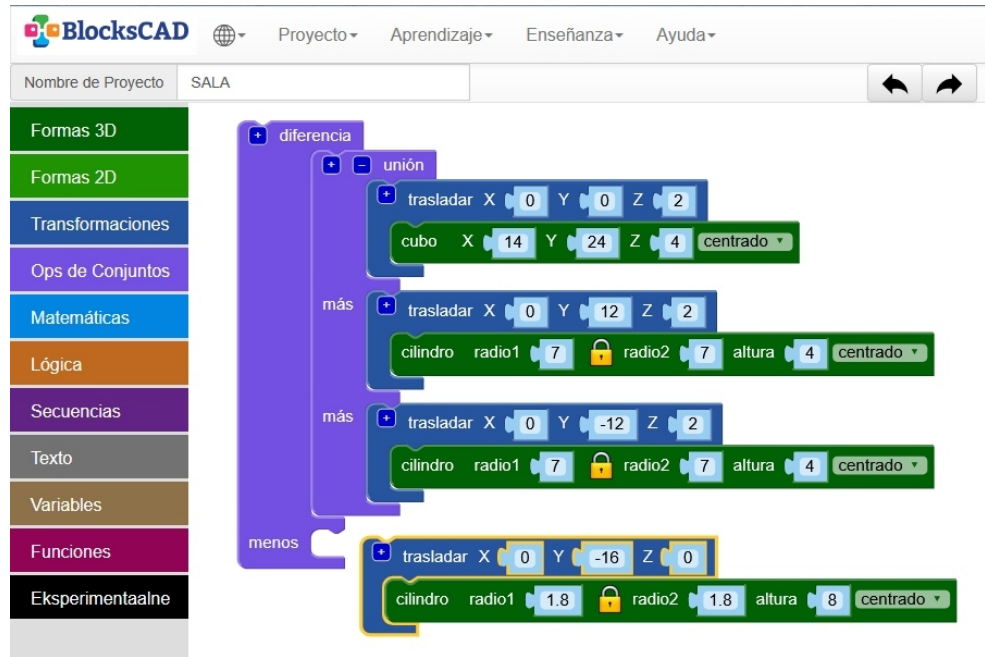 BlocksCAD Proyecto Aprendizaje Enseñanza Ayuda
Nombre de Proyecto SALA
Formas 3D
Formas 2D
Transformaciones
Ops de Conjuntos
Matemáticas
Lógica
Secuencias
Texto
Variables
Funciones
Eksperimentaalne
+ diferencia
+ - unión
+ trasladar X 0 Y 0 Z 2
cubo X 14 Y 24 Z 4 centrado
más + trasladar X 0 Y 12 Z 2
cilindro radio1 7 radio2 7 altura 4 centrado
más + trasladar X 0 Y -12 Z 2
cilindro radio1 7 radio2 7 altura 4 centrado
menos + trasladar X 0 Y -16 Z 0
cilindro radio1 1.8 radio2 1.8 altura 8 centrado